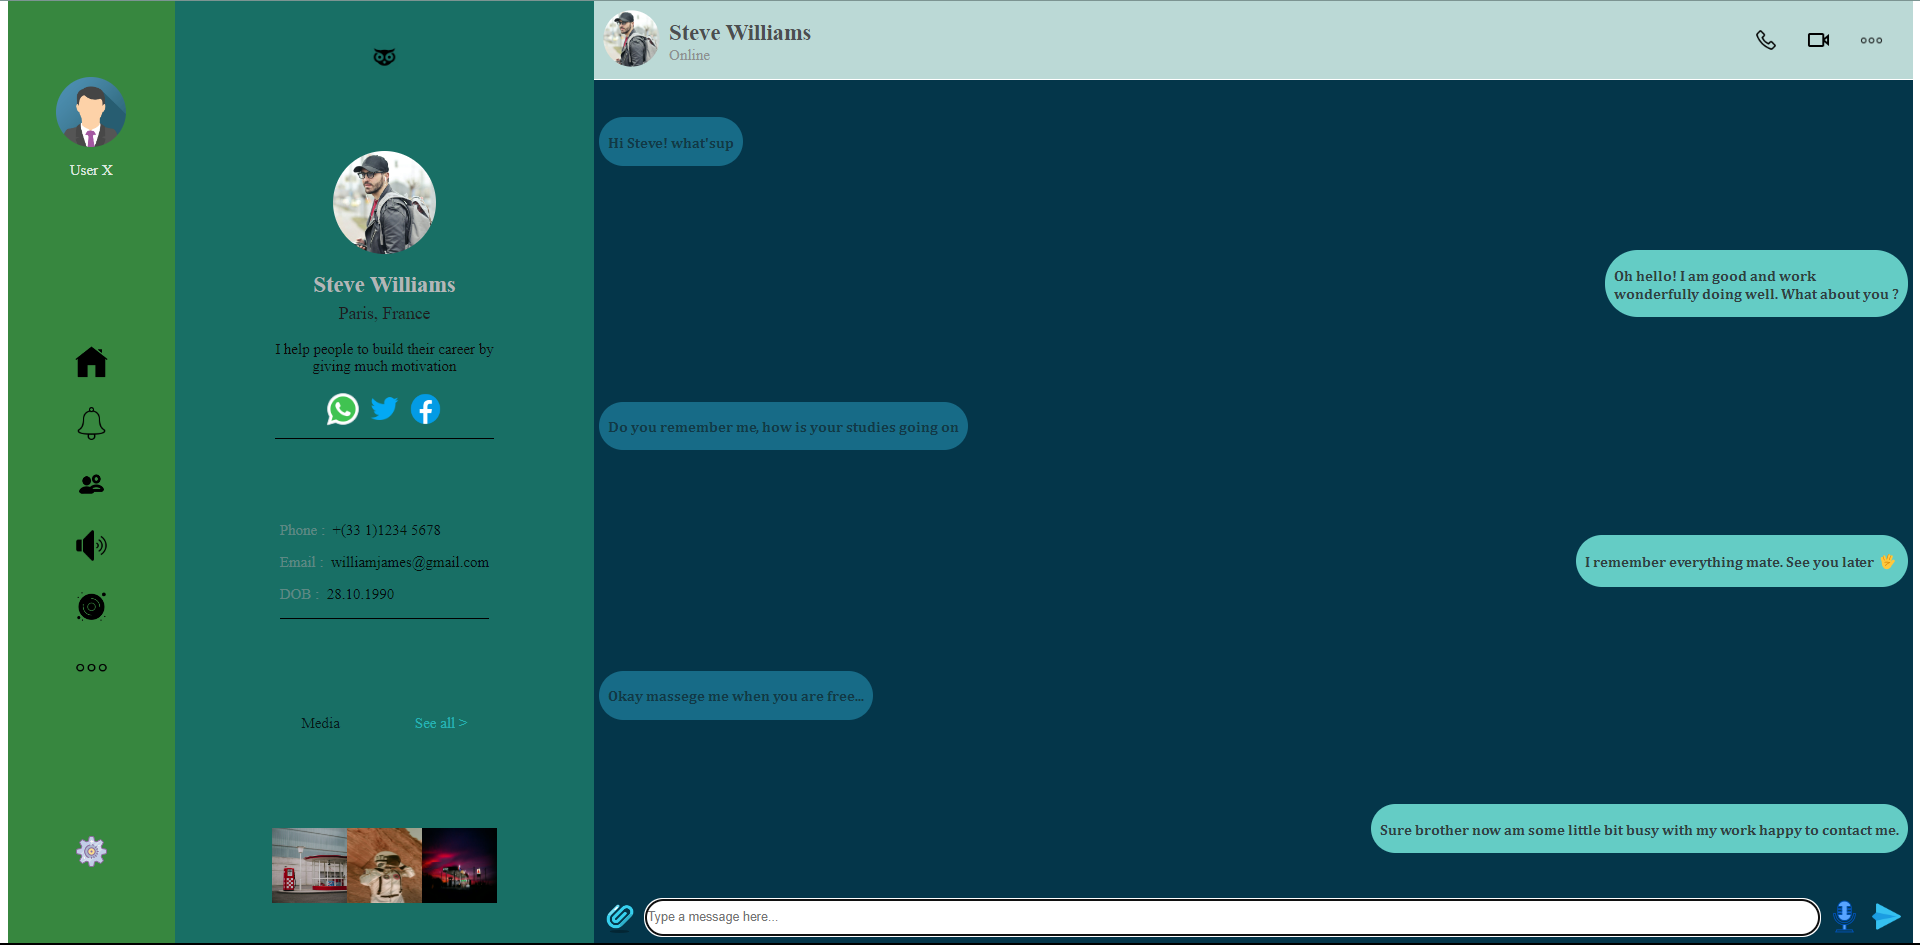 User X
Steve Williams
Paris, France
I help people to build their career by
giving much motivation
Phone : +(33 1)1234 5678
Email : williamjames@gmail.com
DOB : 28.10.1990
Media
See all >
Steve Williams
Online
Hi Steve! what'sup
Oh hello! I am good and work
wonderfully doing well. What about you ?
Do you remember me, how is your studies going on
I remember everything mate. See you later 🖖
Okay massege me when you are free...
Sure brother now am some little bit busy with my work happy to contact me.
Type a message here...